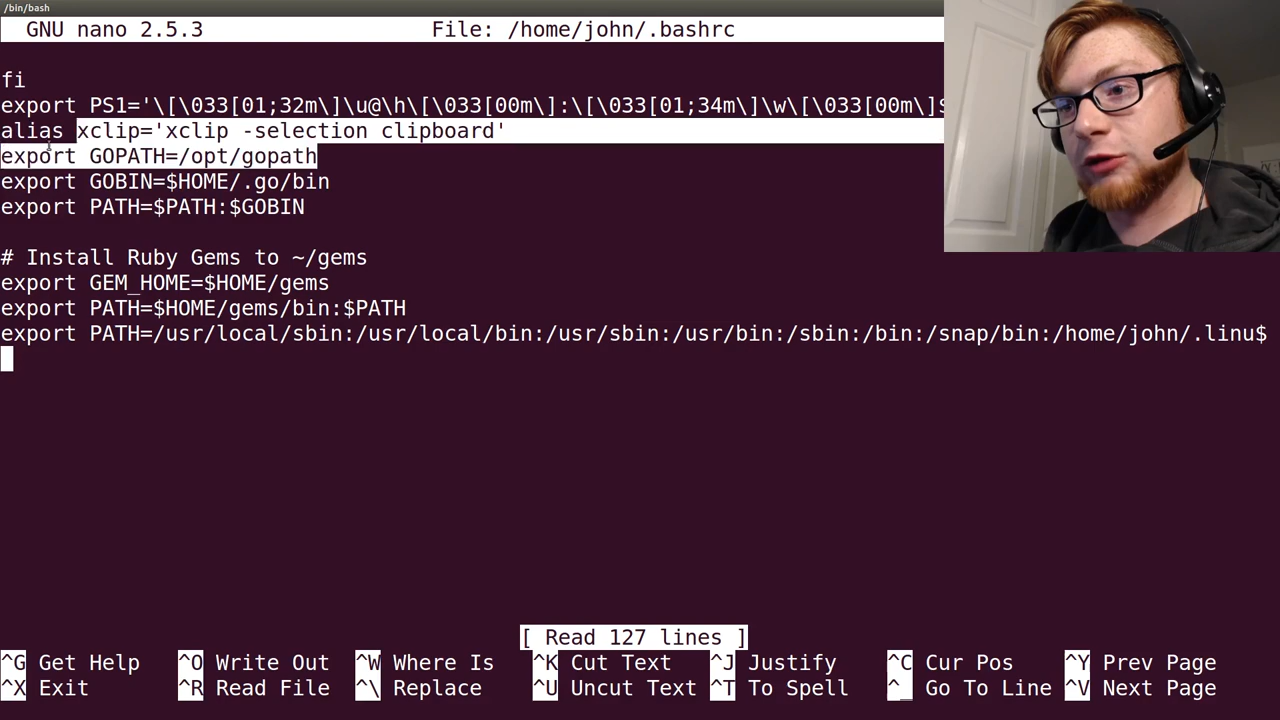 /bin/bash
GNU nano 2.5.3 File: /home/john/.bashrc
fi
export PS1='\[\033[01;32m\]\u@\h\[\033[00m\]:\[\033[01;34m\]\w\[\033[00m\]$
alias xclip='xclip -selection clipboard'
export GOPATH=/opt/gopath
export GOBIN=$HOME/.go/bin
export PATH=$PATH:$GOBIN
# Install Ruby Gems to ~/gems
export GEM_HOME=$HOME/gems
export PATH=$HOME/gems/bin:$PATH
export PATH=/usr/local/sbin:/usr/local/bin:/usr/sbin:/usr/bin:/sbin:/bin:/snap/bin:/home/john/.linu$
[ Read 127 lines ]
^G Get Help ^O Write Out ^W Where Is ^K Cut Text ^J Justify ^C Cur Pos ^Y Prev Page
^X Exit ^R Read File ^\ Replace ^U Uncut Text ^T To Spell ^_ Go To Line ^V Next Page